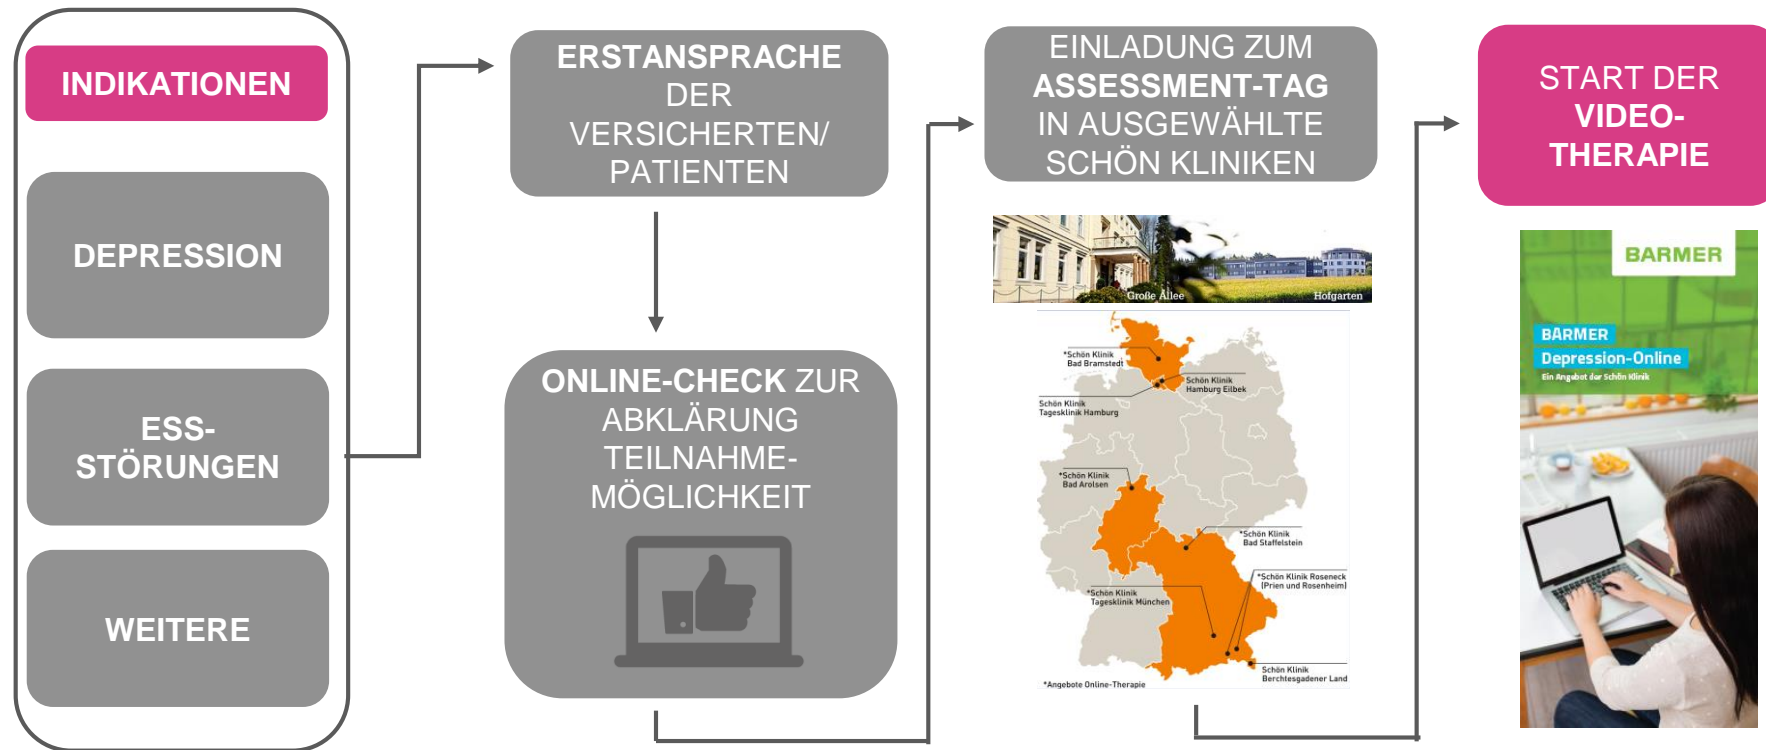 INDIKATIONEN
DEPRESSION
ESS-
STÖRUNGEN
WEITERE
ERSTANSPRACHE
DER
VERSICHERTEN/
PATIENTEN
ONLINE-CHECK ZUR
ABKLÄRUNG
TEILNAHME-
MÖGLICHKEIT
EINLADUNG ZUM
ASSESSMENT-TAG
IN AUSGEWÄHLTE
SCHÖN KLINIKEN
Große Allee
Hofgarten
*Schön Klinik
Bad Bramstedt
Schön Klinik
Hamburg Eilbek
Schön Klinik
Tagesklinik Hamburg
*Schön Klinik
Bad Arolsen
*Schön Klinik
Bad Staffelstein
*Schön Klinik Roseneck
(Prien und Rosenheim)
*Schön Klinik
Tagesklinik München
Schön Klinik
Berchtesgadener Land
*Angebote Online-Therapie
START DER
VIDEO-
THERAPIE
BARMER
BARMER
Depression-Online
Ein Angebot der Schön Klinik